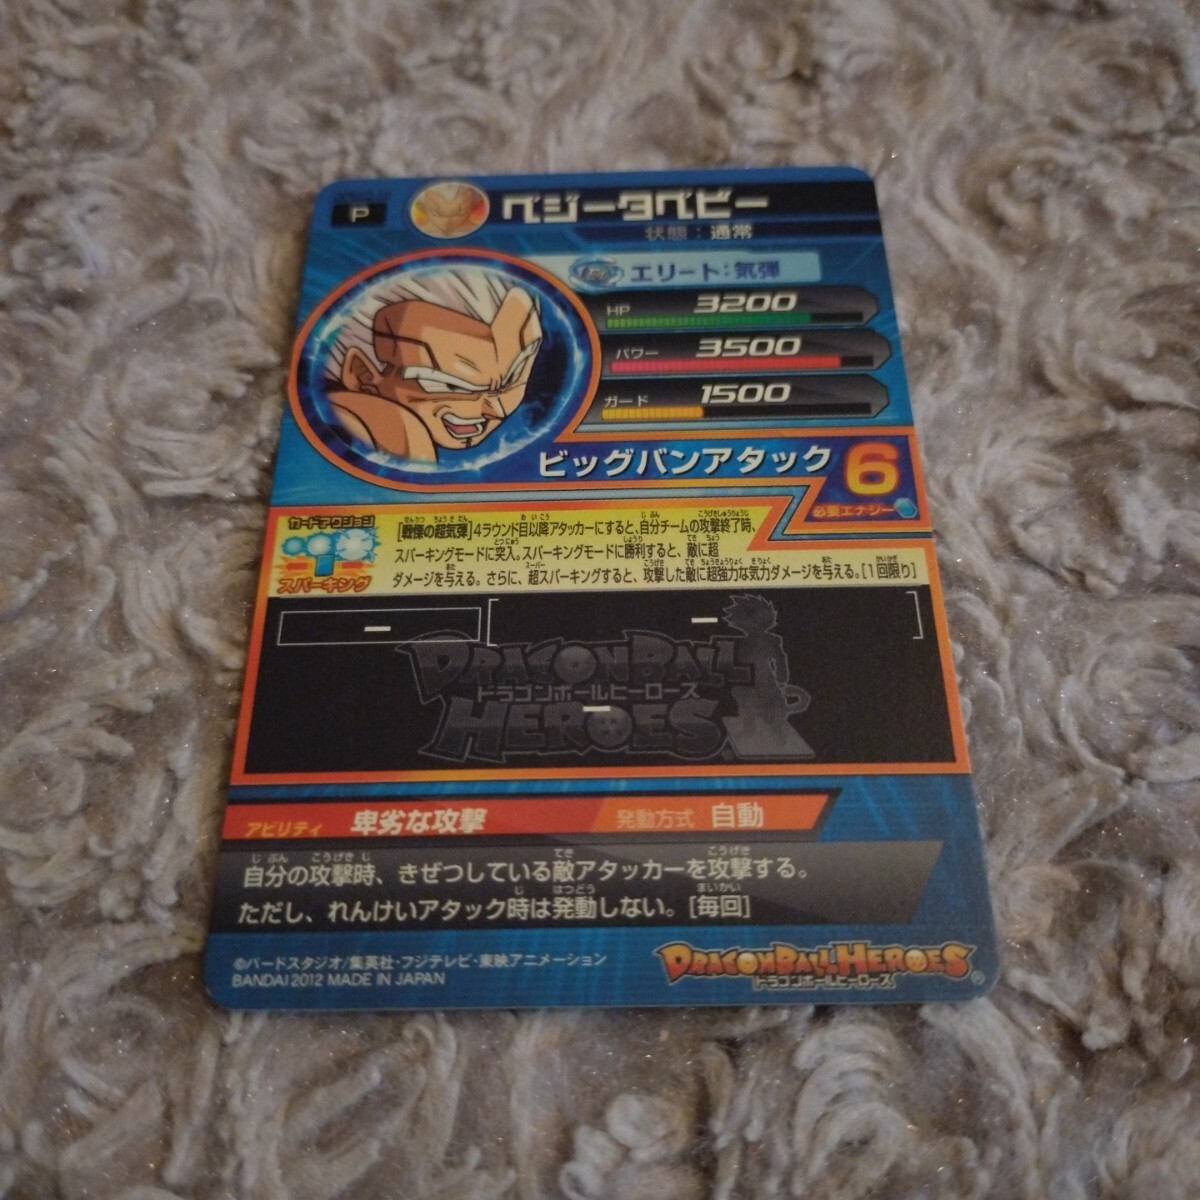 P
ベジータベビー
状態：通常
エリート：気弾
HP 3200
パワー 3500
ガード 1500
ビッグバンアタック 6
必要エナジー
カードアクション
スパーキング
[戦慄の超気弾]4ラウンド目以降アタッカーにすると、自分チームの攻撃終了時、
スパーキングモードに突入。スパーキングモードに勝利すると、敵に超
ダメージを与える。さらに、超スパーキングすると、攻撃した敵に超強力な気力ダメージを与える。[1回限り]
DRAGON BALL
ドラゴンボールヒーローズ
HEROES
アビリティ 卑劣な攻撃 発動方式 自動
自分の攻撃時、きぜつしている敵アタッカーを攻撃する。
ただし、れんけいアタック時は発動しない。[毎回]
©バードスタジオ/集英社・フジテレビ・東映アニメーション
BANDAI 2012 MADE IN JAPAN
DRAGON BALL HEROES
ドラゴンボールヒーローズ